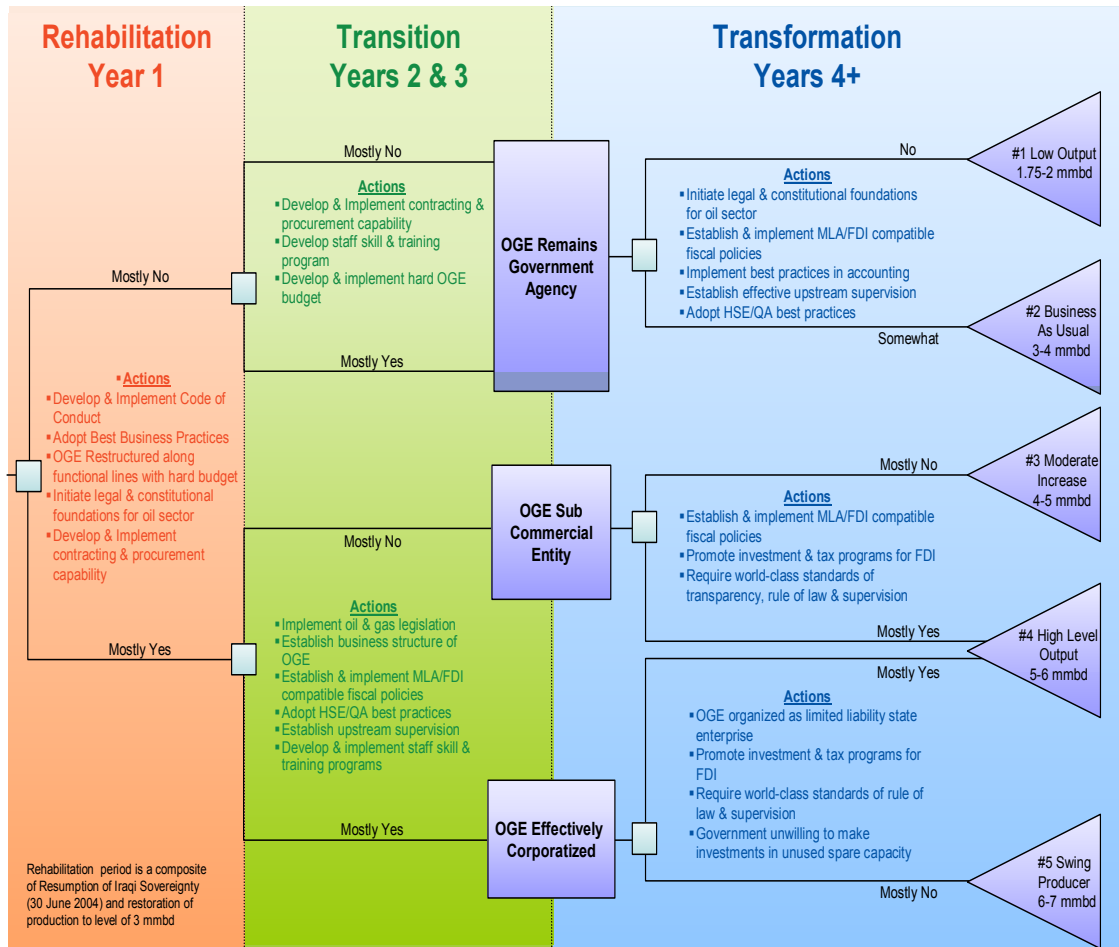 Rehabilitation
Year 1
Transition
Years 2 & 3
Transformation
Years 4+
Mostly No
Mostly Yes
▪Actions
▪Develop & Implement Code of
Conduct
▪Adopt Best Business Practices
▪OGE Restructured along
functional lines with hard budget
▪Initiate legal & constitutional
foundations for oil sector
▪Develop & Implement
contracting & procurement
capability
Rehabilitation period is a composite
of Resumption of Iraqi Sovereignty
(30 June 2004) and restoration of
production to level of 3 mmbd
Mostly No
Actions
▪Develop & Implement contracting &
procurement capability
▪Develop staff skill & training
program
▪Develop & implement hard OGE
budget
Mostly Yes
Mostly No
Actions
▪Implement oil & gas legislation
▪Establish business structure of
OGE
▪Establish & implement MLA/FDI
compatible fiscal policies
▪Adopt HSE/QA best practices
▪Establish upstream supervision
▪Develop & implement staff skill &
training programs
Mostly Yes
OGE Remains
Government
Agency
OGE Sub
Commercial
Entity
OGE Effectively
Corporatized
No
Actions
▪Initiate legal & constitutional foundations
for oil sector
▪Establish & implement MLA/FDI compatible
fiscal policies
▪Implement best practices in accounting
▪Establish effective upstream supervision
▪Adopt HSE/QA best practices
Somewhat
Mostly No
Actions
▪Establish & implement MLA/FDI compatible
fiscal policies
▪Promote investment & tax programs for FDI
▪Require world-class standards of
transparency, rule of law & supervision
Mostly Yes
Mostly Yes
Actions
▪OGE organized as limited liability state
enterprise
▪Promote investment & tax programs for
FDI
▪Require world-class standards of rule of
law & supervision
▪Government unwilling to make
investments in unused spare capacity
Mostly No
#1 Low Output
1.75-2 mmbd
#2 Business
As Usual
3-4 mmbd
#3 Moderate
Increase
4-5 mmbd
#4 High Level
Output
5-6 mmbd
#5 Swing
Producer
6-7 mmbd